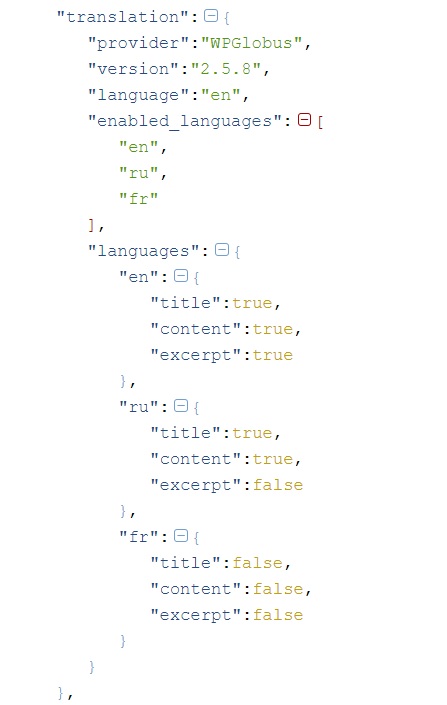 "translation": {
"provider":"WPGlobus",
"version":"2.5.8",
"language":"en",
"enabled_languages": [
"en",
"ru",
"fr"
],
"languages": {
"en": {
"title":true,
"content":true,
"excerpt":true
},
"ru": {
"title":true,
"content":true,
"excerpt":false
},
"fr": {
"title":false,
"content":false,
"excerpt":false
}
}
},